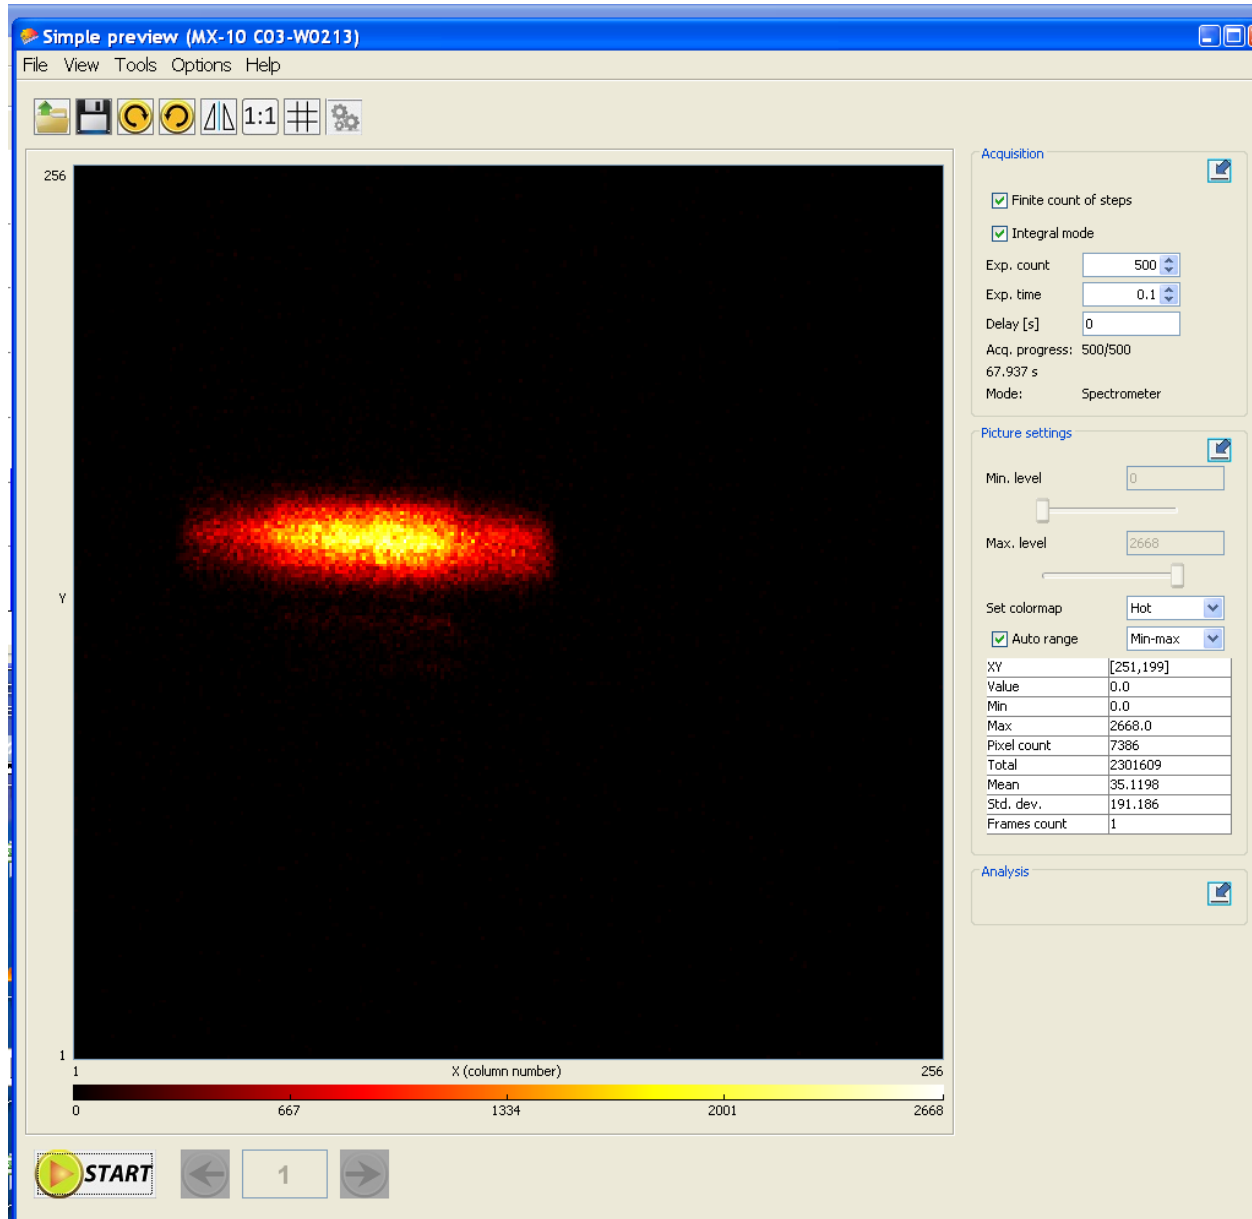 Simple preview (MX-10 C03-W0213)
File View Tools Options Help
1:1
256
Y
1
1 X (column number) 256
0 667 1334 2001 2668
START
1
Acquisition
Finite count of steps
Integral mode
Exp. count 500
Exp. time 0.1
Delay [s] 0
Acq. progress: 500/500
67.937 s
Mode: Spectrometer
Picture settings
Min. level 0
Max. level 2668
Set colormap Hot
Auto range Min-max
XY [251,199]
Value 0.0
Min 0.0
Max 2668.0
Pixel count 7386
Total 2301609
Mean 35.1198
Std. dev. 191.186
Frames count 1
Analysis